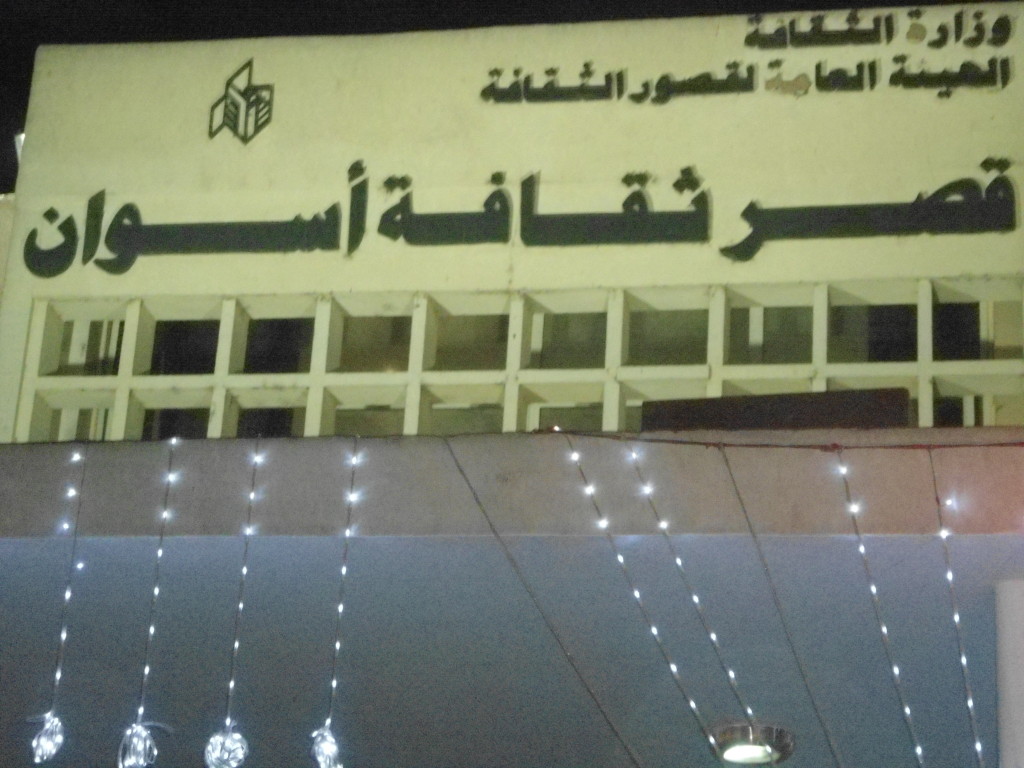 وزارة الثقافة
الهيئة العامة لقصور الثقافة
قصر ثقافة أسوان